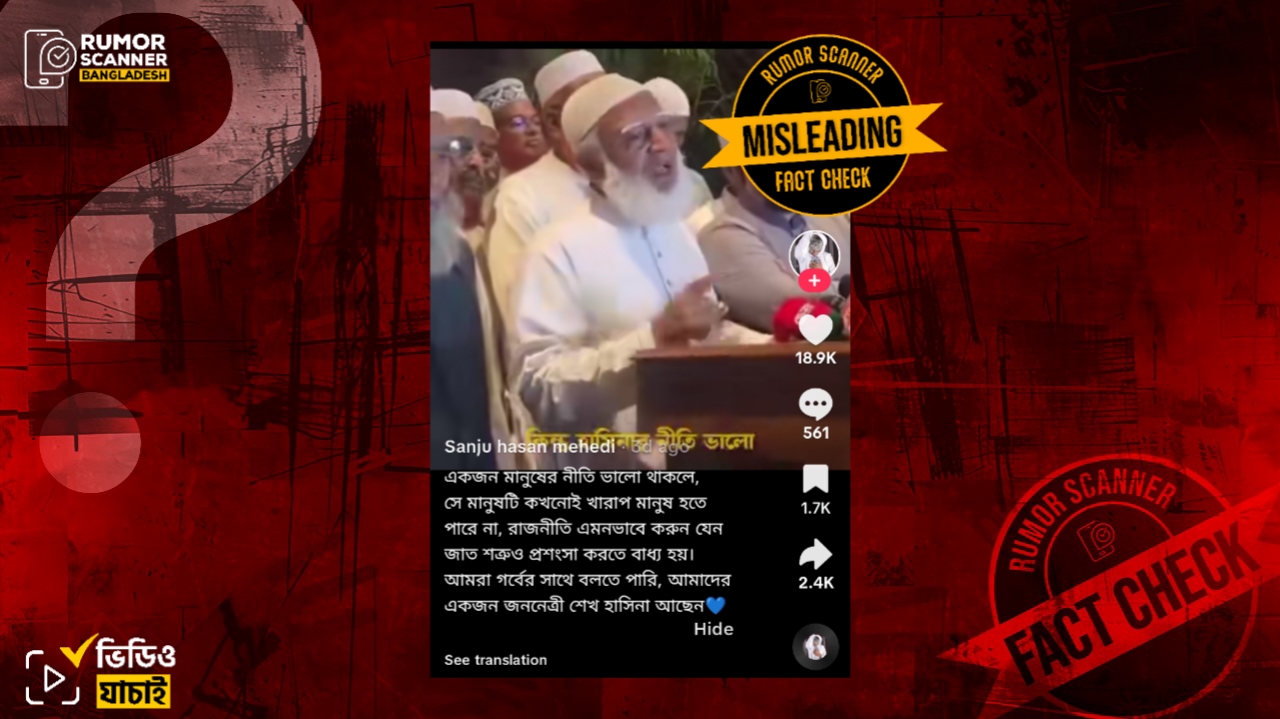 RUMOR
SCANNER
BANGLADESH
RUMOR SCANNER
MISLEADING
FACT CHECK
18.9K
561
1.7K
2.4K
নীতি ভালো
Sanju hasan mehedi · 3d ago
একজন মানুষের নীতি ভালো থাকলে,
সে মানুষটি কখনোই খারাপ মানুষ হতে
পারে না, রাজনীতি এমনভাবে করুন যেন
জাত শত্রুও প্রশংসা করতে বাধ্য হয়।
আমরা গর্বের সাথে বলতে পারি, আমাদের
একজন জননেত্রী শেখ হাসিনা আছেন💙
Hide
See translation
ভিডিও
যাচাই
RUMOR SCANNER
FACT CHECK